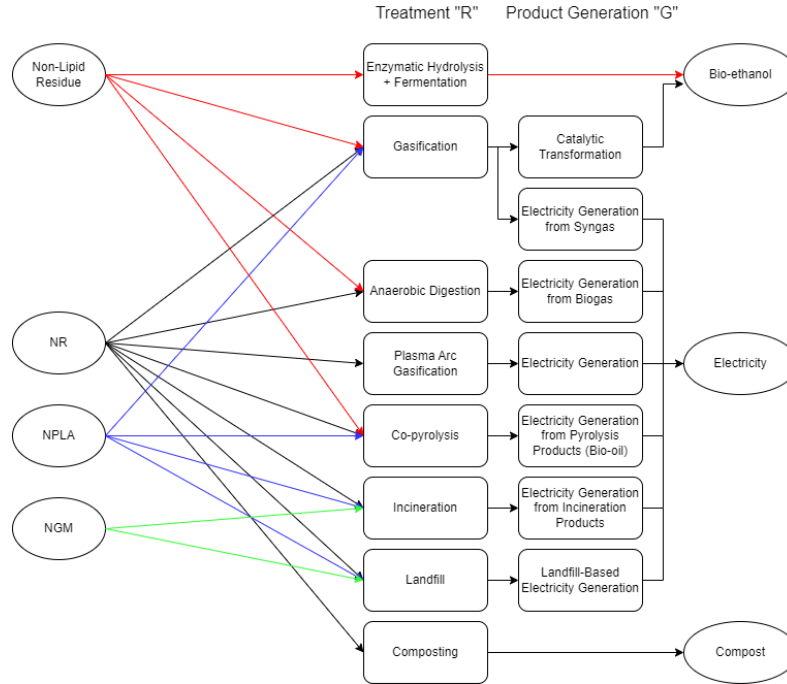 Treatment "R"
Product Generation "G"
Non-Lipid
Residue
Enzymatic Hydrolysis
+ Fermentation
Bio-ethanol
Gasification
Catalytic
Transformation
Electricity Generation
from Syngas
Anaerobic Digestion
Electricity Generation
from Biogas
NR
Plasma Arc
Gasification
Electricity Generation
Electricity
NPLA
Co-pyrolysis
Electricity Generation
from Pyrolysis
Products (Bio-oil)
NGM
Incineration
Electricity Generation
from Incineration
Products
Landfill
Landfill-Based
Electricity Generation
Composting
Compost